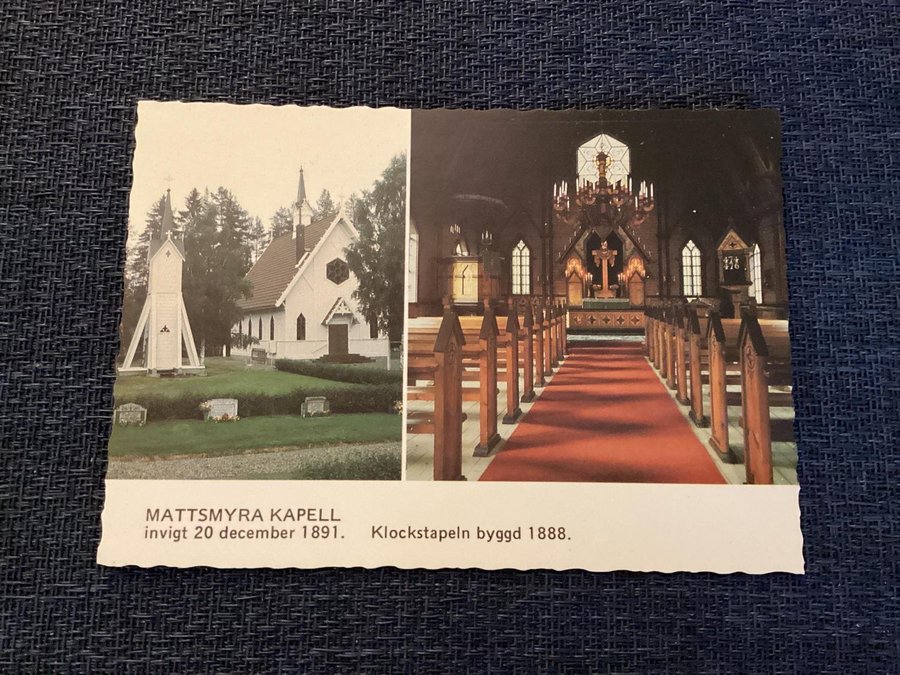 MATTSMYRA KAPELL
invigt 20 december 1891. Klockstapeln byggd 1888.